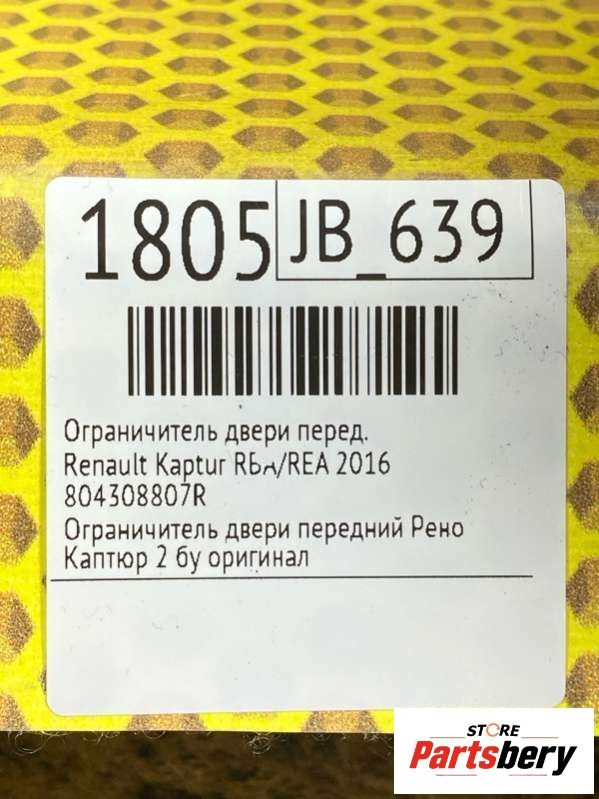 1805 JB_639
Ограничитель двери перед.
Renault Kaptur /REA 2016
804308807R
Ограничитель двери передний Рено
Каптюр 2 бу оригинал
STORE
Partsbery